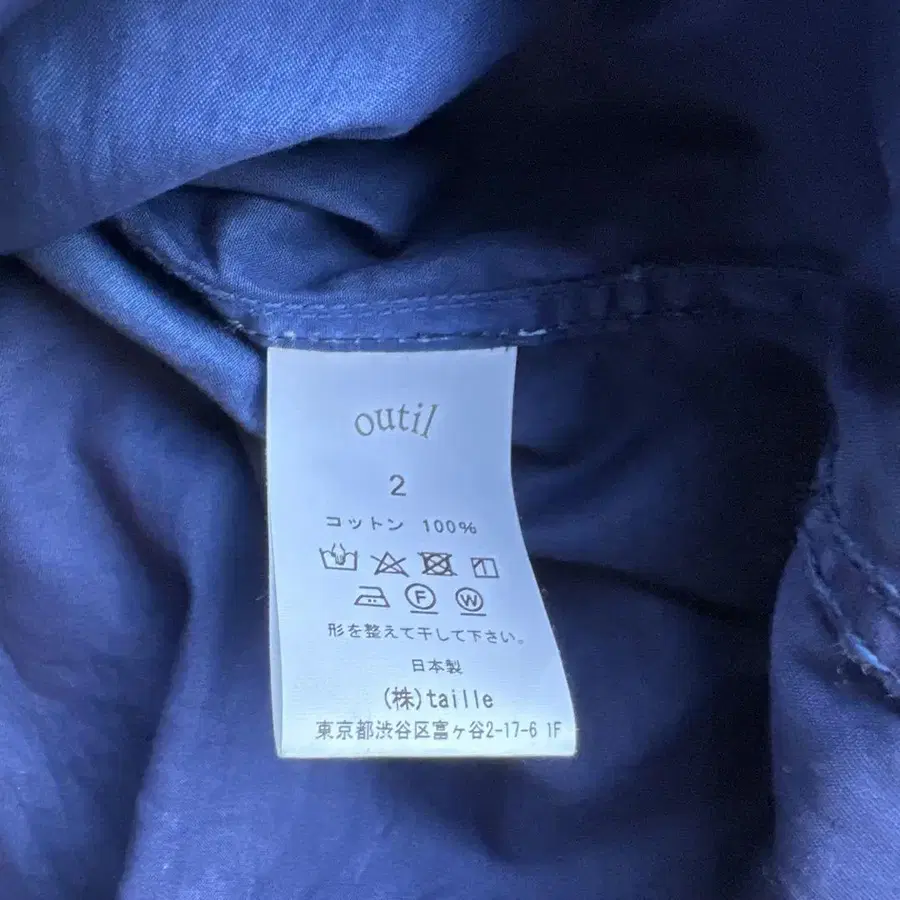 outil
2
コットン 100%
F W
形を整えて干して下さい。
日本製
(株)taille
東京都渋谷区富ヶ谷2-17-6 1F